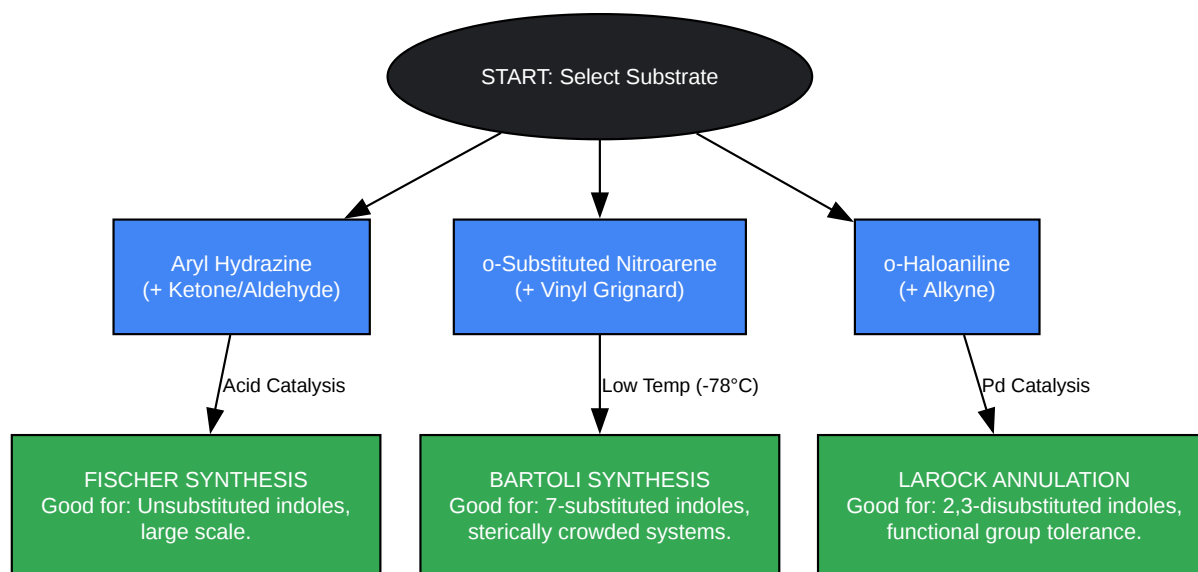 START: Select Substrate
Aryl Hydrazine
(+ Ketone/Aldehyde)
o-Substituted Nitroarene
(+ Vinyl Grignard)
o-Haloaniline
(+ Alkyne)
Acid Catalysis
Low Temp (-78°C)
Pd Catalysis
FISCHER SYNTHESIS
Good for: Unsubstituted indoles,
large scale.
BARTOLI SYNTHESIS
Good for: 7-substituted indoles,
sterically crowded systems.
LAROCK ANNULATION
Good for: 2,3-disubstituted indoles,
functional group tolerance.